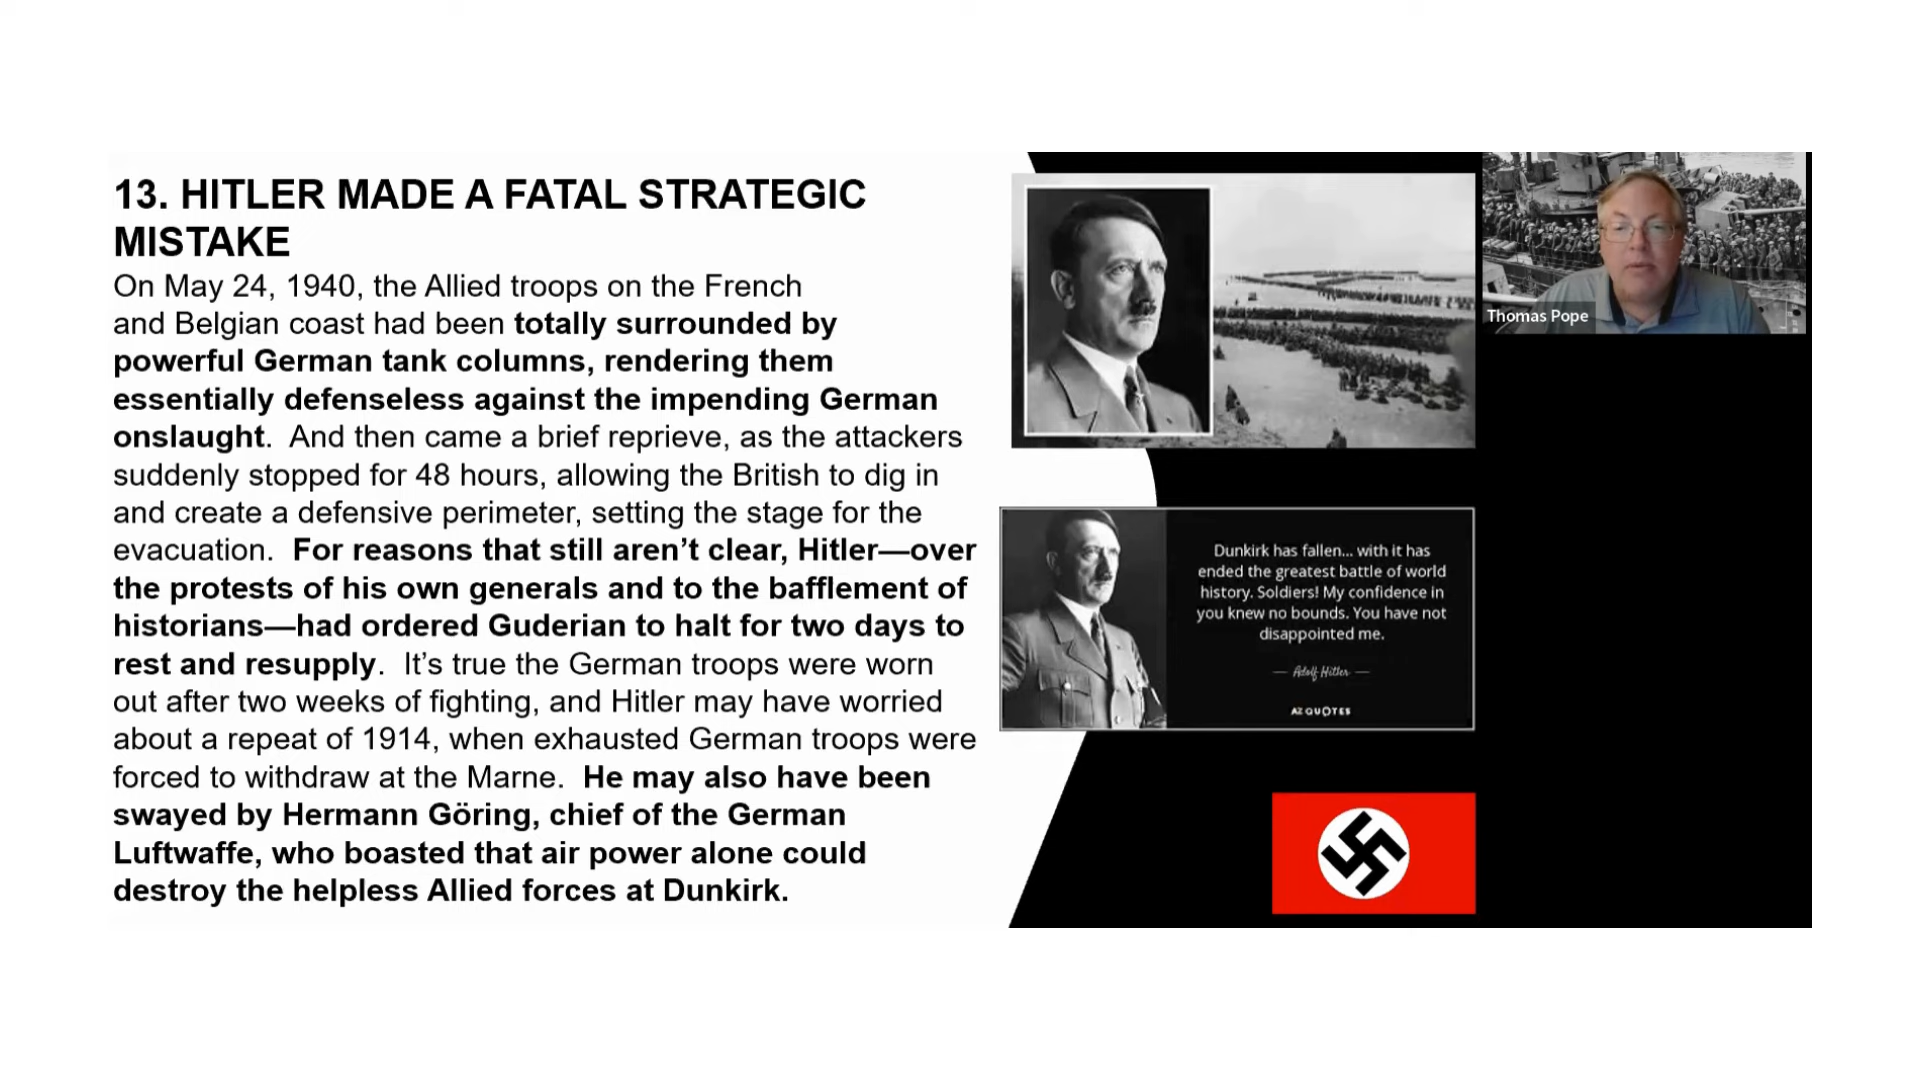 13. HITLER MADE A FATAL STRATEGIC
MISTAKE
On May 24, 1940, the Allied troops on the French
and Belgian coast had been totally surrounded by
powerful German tank columns, rendering them
essentially defenseless against the impending German
onslaught.  And then came a brief reprieve, as the attackers
suddenly stopped for 48 hours, allowing the British to dig in
and create a defensive perimeter, setting the stage for the
evacuation.  For reasons that still aren’t clear, Hitler—over
the protests of his own generals and to the bafflement of
historians—had ordered Guderian to halt for two days to
rest and resupply.  It’s true the German troops were worn
out after two weeks of fighting, and Hitler may have worried
about a repeat of 1914, when exhausted German troops were
forced to withdraw at the Marne.  He may also have been
swayed by Hermann Göring, chief of the German
Luftwaffe, who boasted that air power alone could
destroy the helpless Allied forces at Dunkirk.
Thomas Pope
Dunkirk has fallen... with it has
ended the greatest battle of world
history. Soldiers! My confidence in
you knew no bounds. You have not
disappointed me.
— Adolf Hitler —
AZ QUOTES